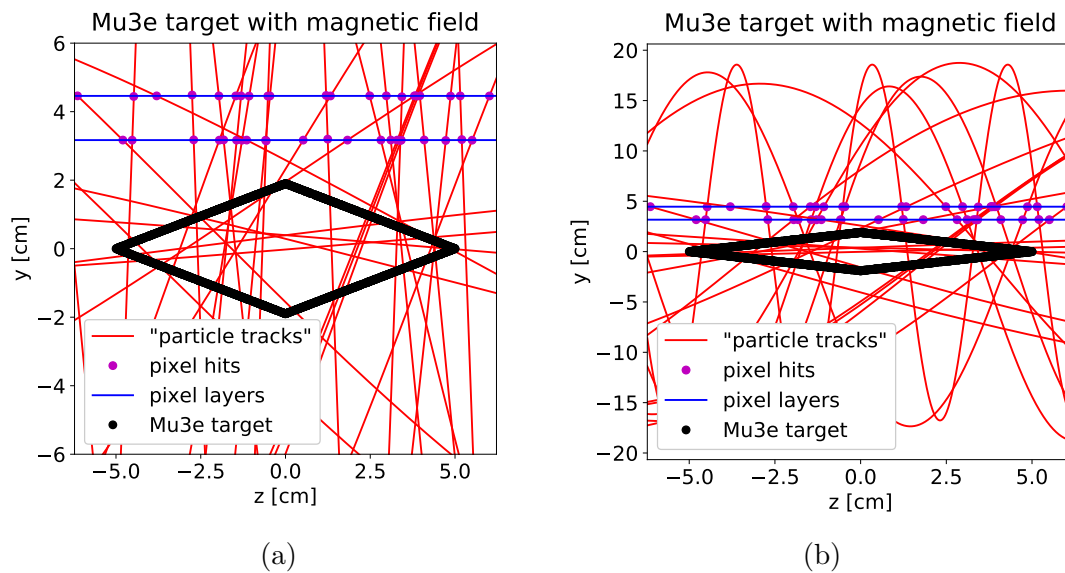 Mu3e target with magnetic field
6
4
2
0
−2
−4
−6
y [cm]
"particle tracks"
pixel hits
pixel layers
Mu3e target
−5.0 −2.5 0.0 2.5 5.0
z [cm]
(a)
Mu3e target with magnetic field
20
15
10
5
0
−5
−10
−15
−20
y [cm]
"particle tracks"
pixel hits
pixel layers
Mu3e target
−5.0 −2.5 0.0 2.5 5.0
z [cm]
(b)